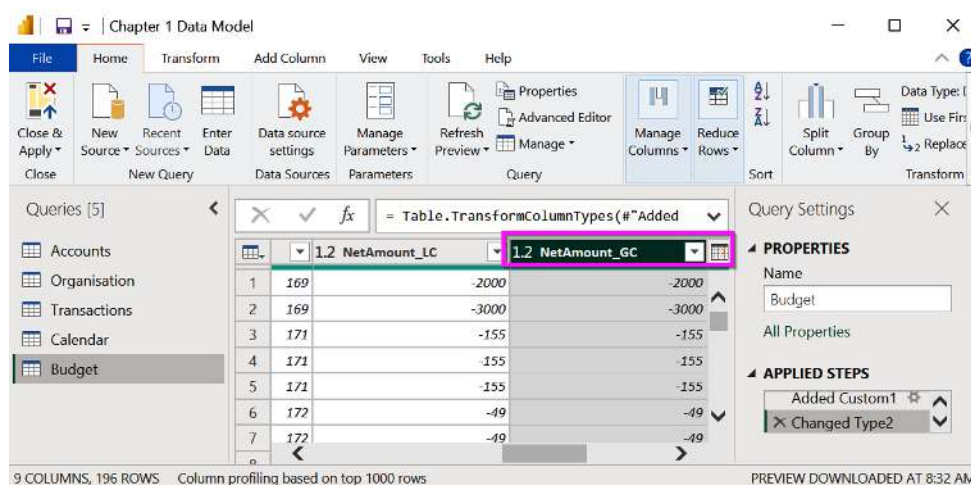 Chapter 1 Data Model
File Home Transform Add Column View Tools Help
Close & Apply
New Source
Recent Sources
Enter Data
Data source settings
Manage Parameters
Refresh Preview
Properties
Advanced Editor
Manage
Manage Columns
Reduce Rows
Split Column
Group By
Data Type:
Use Firs
1 2 Replace
Close New Query Data Sources Parameters Query Sort Transform
Queries [5]
fx = Table.TransformColumnTypes(#"Added
Query Settings
Accounts
Organisation
Transactions
Calendar
Budget
1.2 NetAmount_LC 1.2 NetAmount_GC
1 169 -2000 -2000
2 169 -3000 -3000
3 171 -155 -155
4 171 -155 -155
5 171 -155 -155
6 172 -49 -49
7 172 -49 -49
PROPERTIES
Name
Budget
All Properties
APPLIED STEPS
Added Custom1
Changed Type2
9 COLUMNS, 196 ROWS Column profiling based on top 1000 rows PREVIEW DOWNLOADED AT 8:32 AM